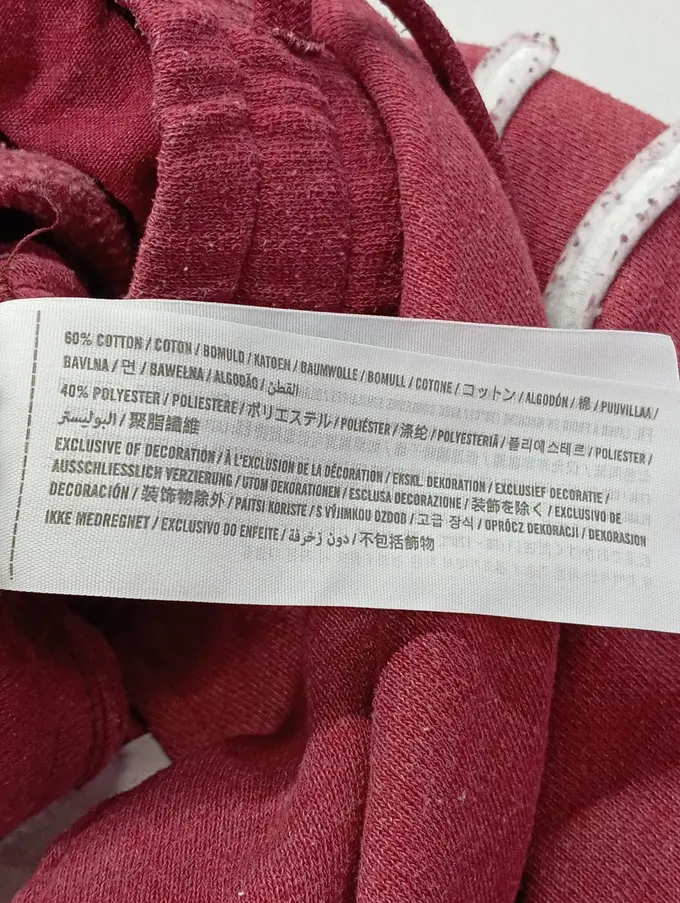 60% COTTON / COTON / BOMULD / KATOEN / BAUMWOLLE / BOMULL / COTONE / コットン / ALGODÓN / 棉 / PUUVILLAA /
BAVLNA / 면 / BAWEŁNA / ALGODÃO / القطن
40% POLYESTER / POLIESTERE / ポリエステル / POLIÉSTER / 涤纶 / POLYESTERIÄ / 폴리에스테르 / POLIESTER /
البوليستر / 聚脂纖維
EXCLUSIVE OF DECORATION / À L'EXCLUSION DE LA DÉCORATION / EKSKL. DEKORATION / EXCLUSIEF DECORATIE /
AUSSCHLIESSLICH VERZIERUNG / UTOM DEKORATIONEN / ESCLUSA DECORAZIONE / 装飾を除く / EXCLUSIVO DE
DECORACIÓN / 装饰物除外 / PAITSI KORISTE / S VÝJIMKOU OZDOB / 고급 장식 / OPRÓCZ DEKORACJI / DEKORASJON
IKKE MEDREGNET / EXCLUSIVO DO ENFEITE / دون زخرفة / 不包括飾物